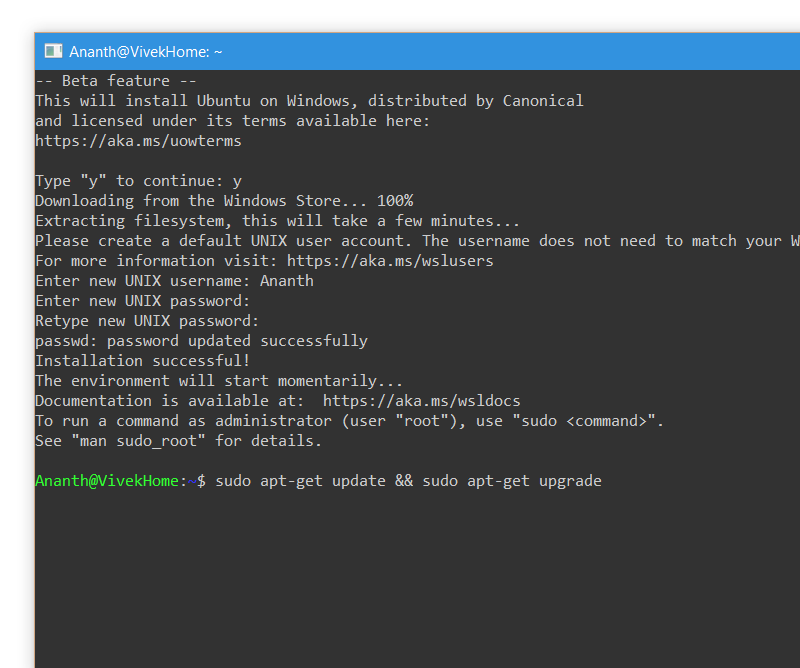 Ananth@VivekHome: ~
-- Beta feature --
This will install Ubuntu on Windows, distributed by Canonical
and licensed under its terms available here:
https://aka.ms/uowterms
Type "y" to continue: y
Downloading from the Windows Store... 100%
Extracting filesystem, this will take a few minutes...
Please create a default UNIX user account. The username does not need to match your W
For more information visit: https://aka.ms/wslusers
Enter new UNIX username: Ananth
Enter new UNIX password:
Retype new UNIX password:
passwd: password updated successfully
Installation successful!
The environment will start momentarily...
Documentation is available at:  https://aka.ms/wsldocs
To run a command as administrator (user "root"), use "sudo <command>".
See "man sudo_root" for details.
Ananth@VivekHome:~$ sudo apt-get update && sudo apt-get upgrade